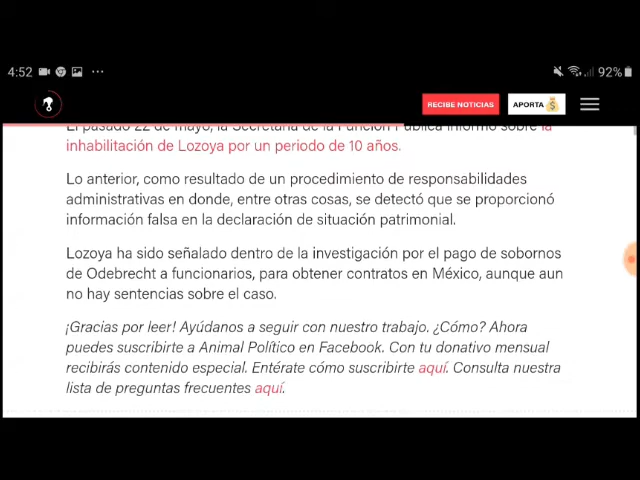 4:52
92%
RECIBE NOTICIAS
APORTA
El pasado 22 de mayo, la Secretaría de la Función Pública informó sobre la
inhabilitación de Lozoya por un periodo de 10 años.
Lo anterior, como resultado de un procedimiento de responsabilidades
administrativas en donde, entre otras cosas, se detectó que se proporcionó
información falsa en la declaración de situación patrimonial.
Lozoya ha sido señalado dentro de la investigación por el pago de sobornos
de Odebrecht a funcionarios, para obtener contratos en México, aunque aun
no hay sentencias sobre el caso.
¡Gracias por leer! Ayúdanos a seguir con nuestro trabajo. ¿Cómo? Ahora
puedes suscribirte a Animal Político en Facebook. Con tu donativo mensual
recibirás contenido especial. Entérate cómo suscribirte aquí. Consulta nuestra
lista de preguntas frecuentes aquí.